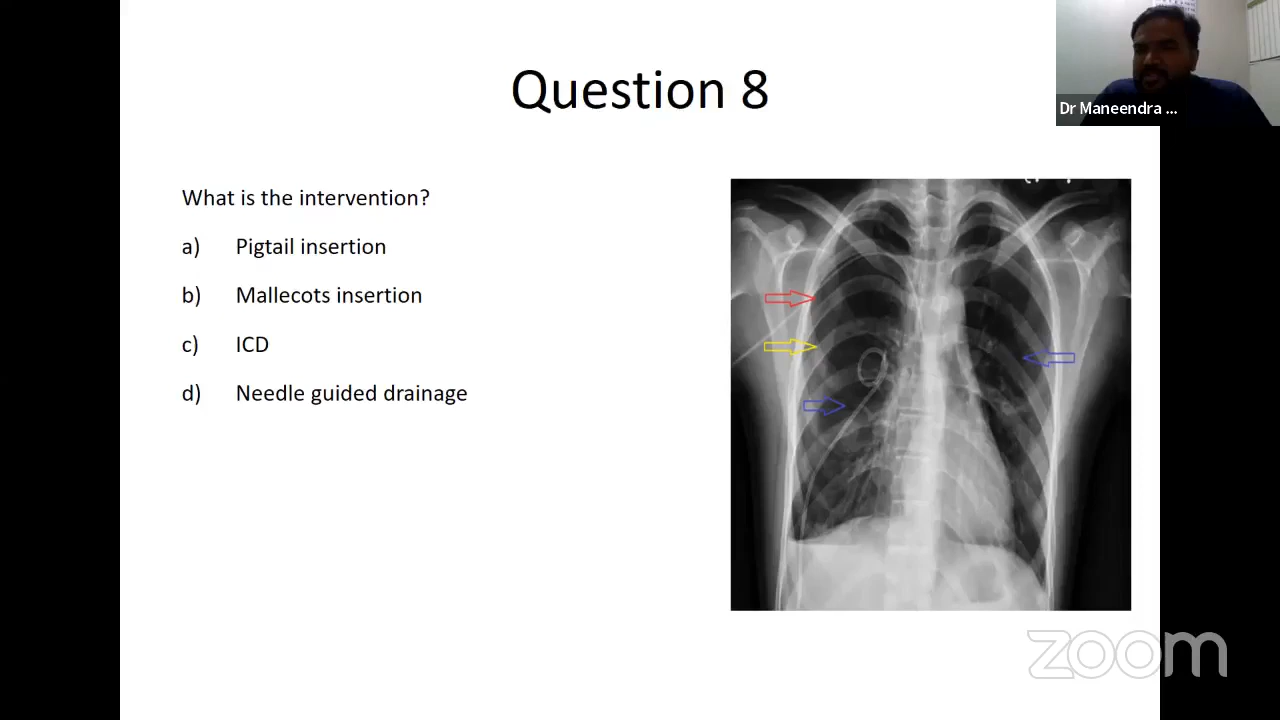 Question 8
Dr Maneendra ...
What is the intervention?
a) Pigtail insertion
b) Mallecots insertion
c) ICD
d) Needle guided drainage
zoom